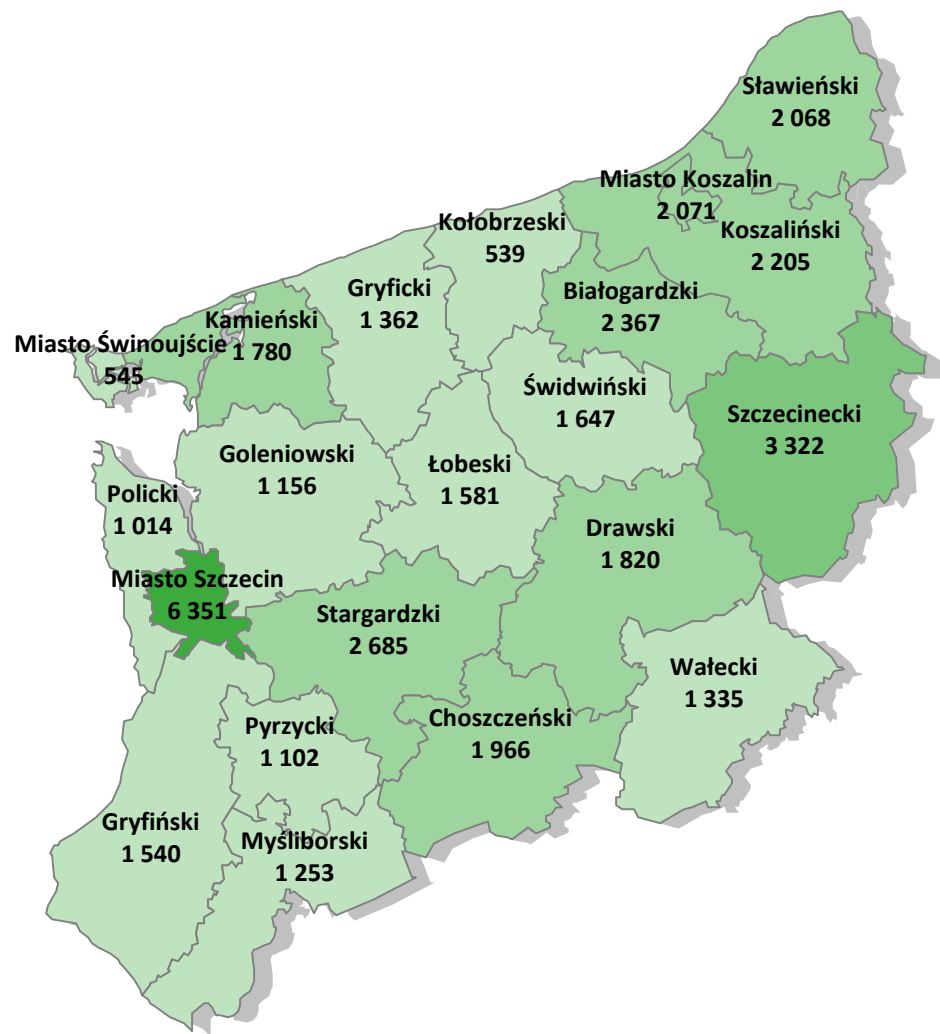 Sławieński
2 068
Miasto Koszalin
2 071
Koszaliński
2 205
Kołobrzeski
539
Białogardzki
2 367
Gryficki
1 362
Kamieński
1 780
Miasto Świnoujście
545
Świdwiński
1 647
Szczecinecki
3 322
Goleniowski
1 156
Łobeski
1 581
Policki
1 014
Drawski
1 820
Miasto Szczecin
6 351
Stargardzki
2 685
Wałecki
1 335
Choszczeński
1 966
Pyrzycki
1 102
Gryfiński
1 540
Myśliborski
1 253